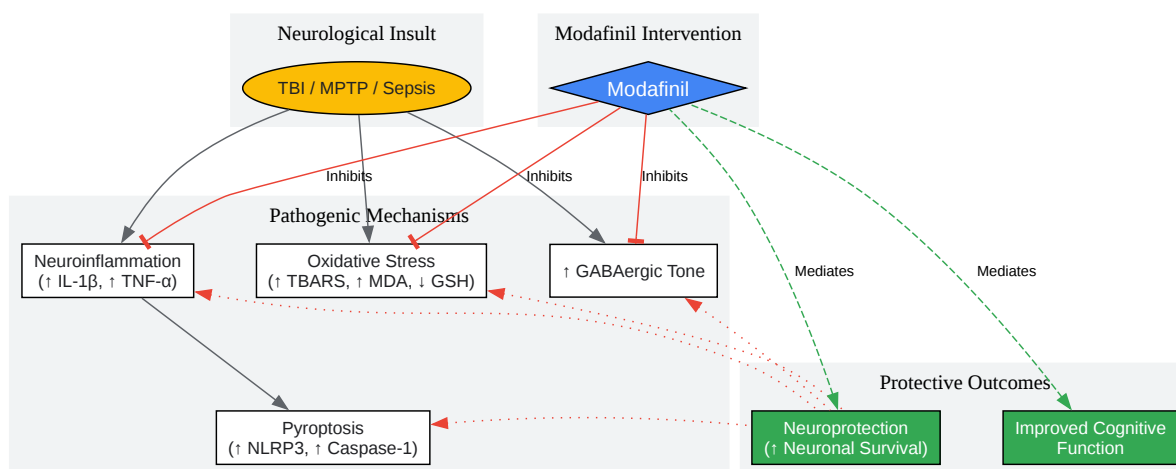 Neurological Insult
Modafinil Intervention
TBI / MPTP / Sepsis
Modafinil
Inhibits
Inhibits
Inhibits
Pathogenic Mechanisms
Neuroinflammation
(↑ IL-1β, ↑ TNF-α)
Oxidative Stress
(↑ TBARS, ↑ MDA, ↓ GSH)
↑ GABAergic Tone
Mediates
Mediates
Protective Outcomes
Pyroptosis
(↑ NLRP3, ↑ Caspase-1)
Neuroprotection
(↑ Neuronal Survival)
Improved Cognitive
Function